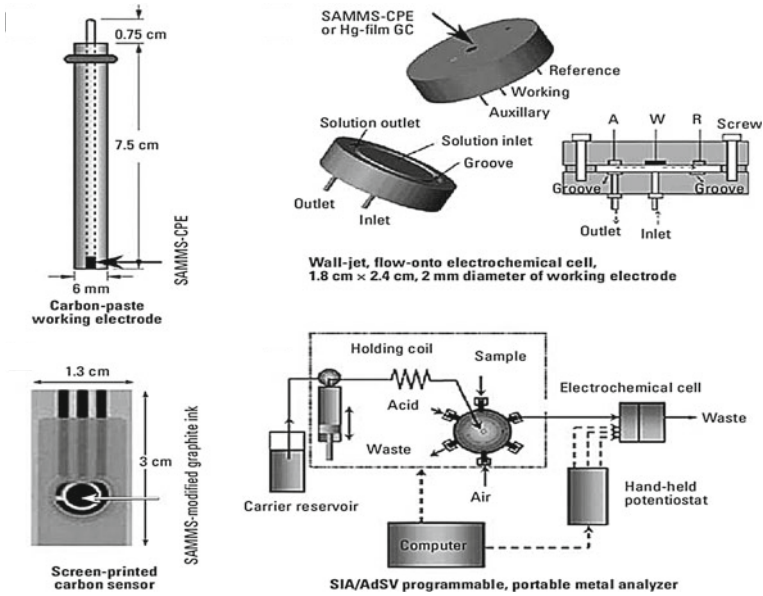 0.75 cm
7.5 cm
SAMMS-CPE
6 mm
Carbon-paste
working electrode
SAMMS-CPE
or Hg-film GC
Reference
Working
Auxillary
Solution outlet
Solution inlet
Groove
Outlet
Inlet
A
W
R
Screw
Groove
Groove
Outlet
Inlet
Wall-jet, flow-onto electrochemical cell,
1.8 cm × 2.4 cm, 2 mm diameter of working electrode
1.3 cm
3 cm
SAMMS-modified graphite ink
Screen-printed
carbon sensor
Holding coil
Sample
Acid
Electrochemical cell
Waste
Waste
Air
Carrier reservoir
Hand-held
potentiostat
Computer
SIA/AdSV programmable, portable metal analyzer